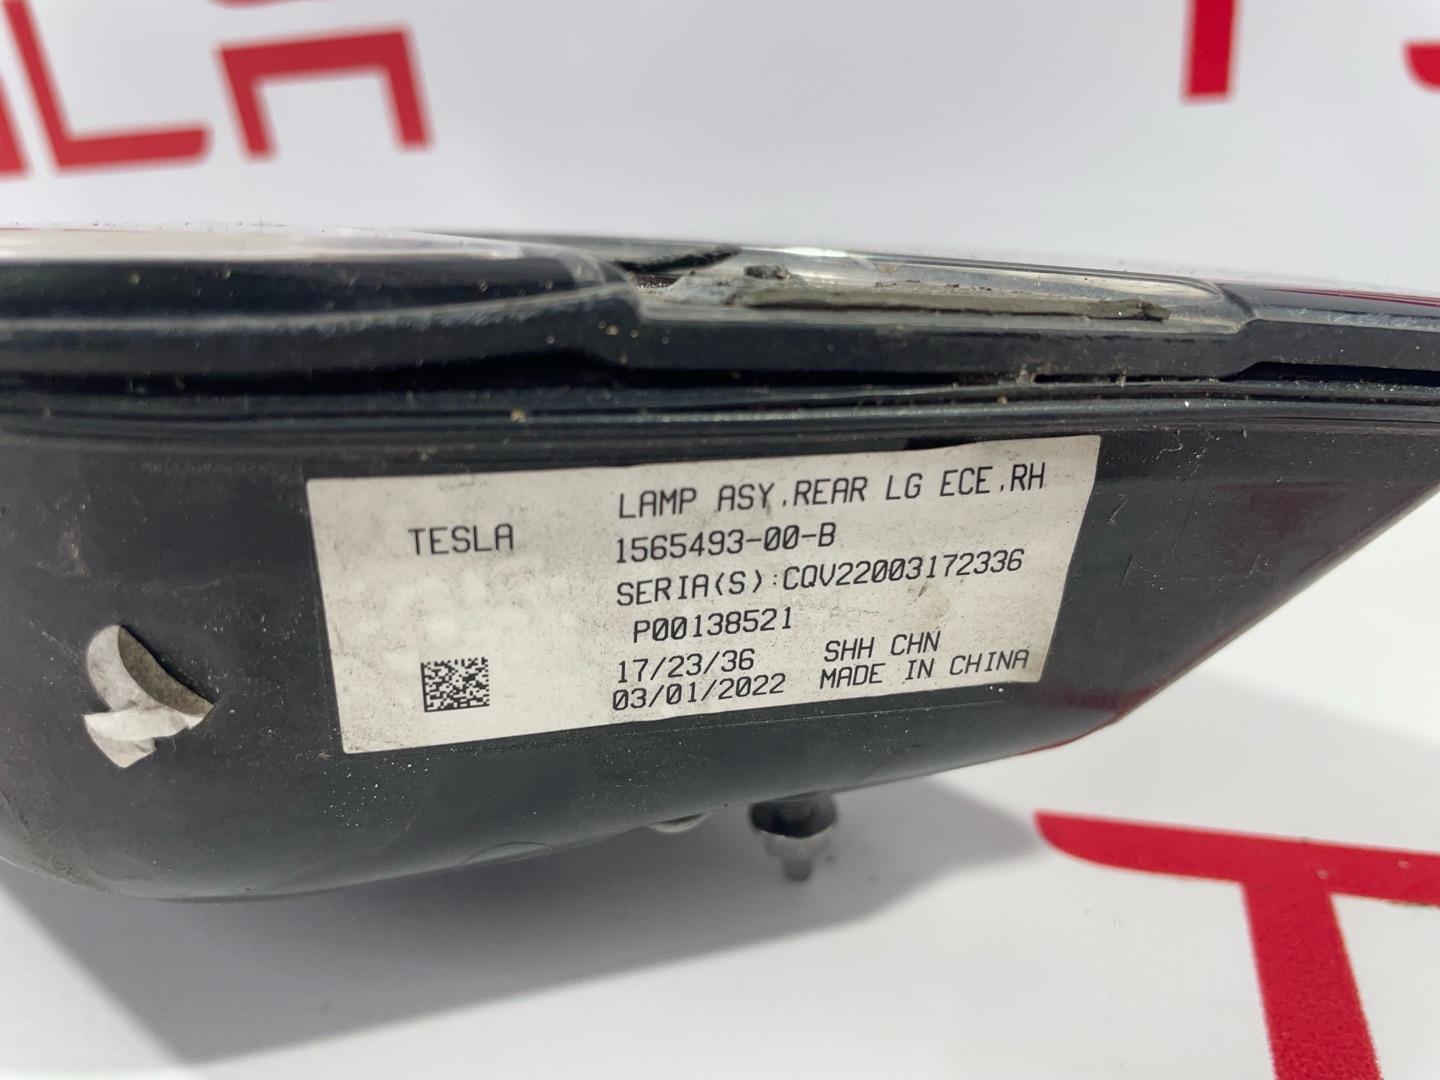 TESLA
LAMP ASY,REAR LG ECE,RH
1565493-00-B
SERIA(S):CQV22003172336
P00138521
17/23/36
SHH CHN
03/01/2022
MADE IN CHINA